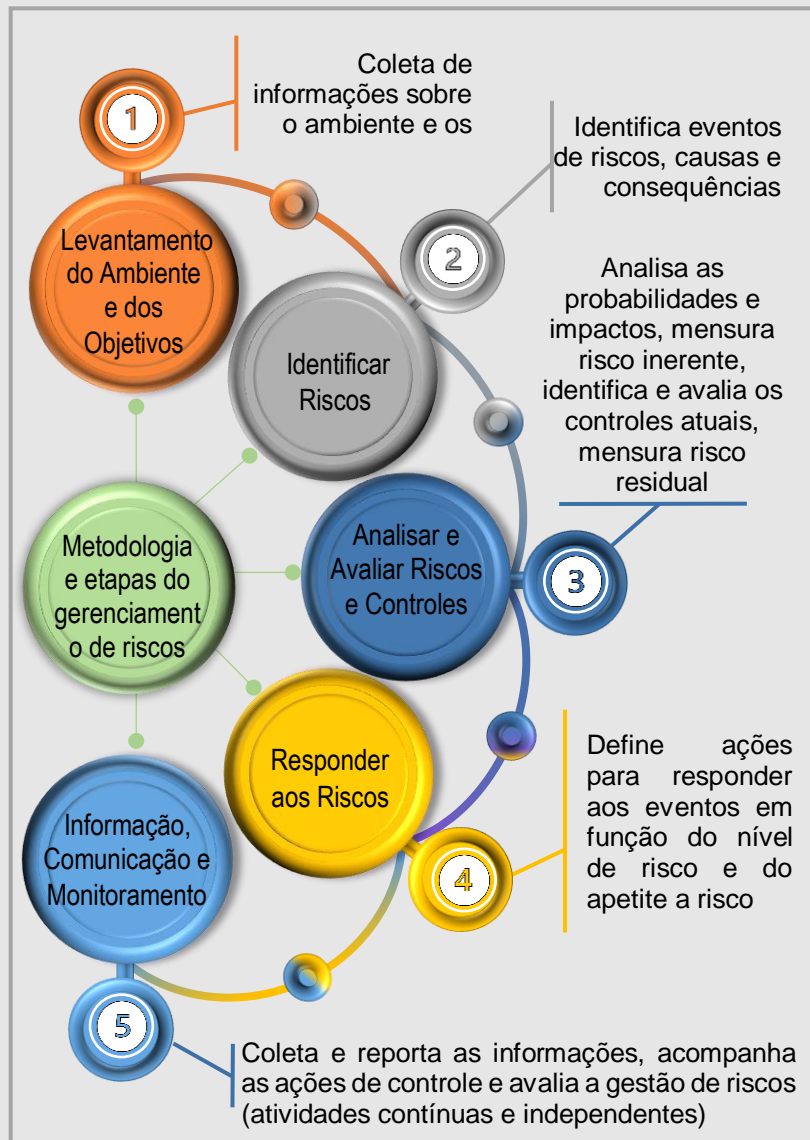 1
Coleta de
informações sobre
o ambiente e os
Levantamento
do Ambiente
e dos
Objetivos
2
Identifica eventos
de riscos, causas e
consequências
Identificar
Riscos
Analisa as
probabilidades e
impactos, mensura
risco inerente,
identifica e avalia os
controles atuais,
mensura risco
residual
Analisar e
Avaliar Riscos
e Controles
3
Metodologia
e etapas do
gerenciament
o de riscos
Responder
aos Riscos
4
Define ações
para responder
aos eventos em
função do nível
de risco e do
apetite a risco
Informação,
Comunicação e
Monitoramento
5
Coleta e reporta as informações, acompanha
as ações de controle e avalia a gestão de riscos
(atividades contínuas e independentes)